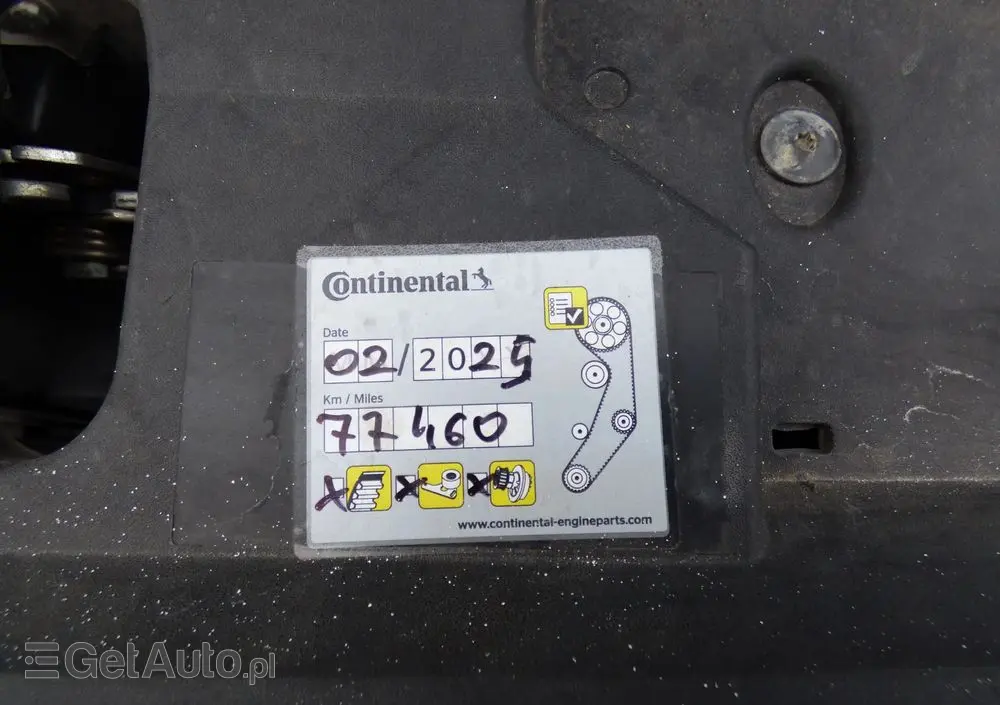 Continental
Date
02/2025
Km / Miles
77460
www.continental-engineparts.com
GetAuto.pl